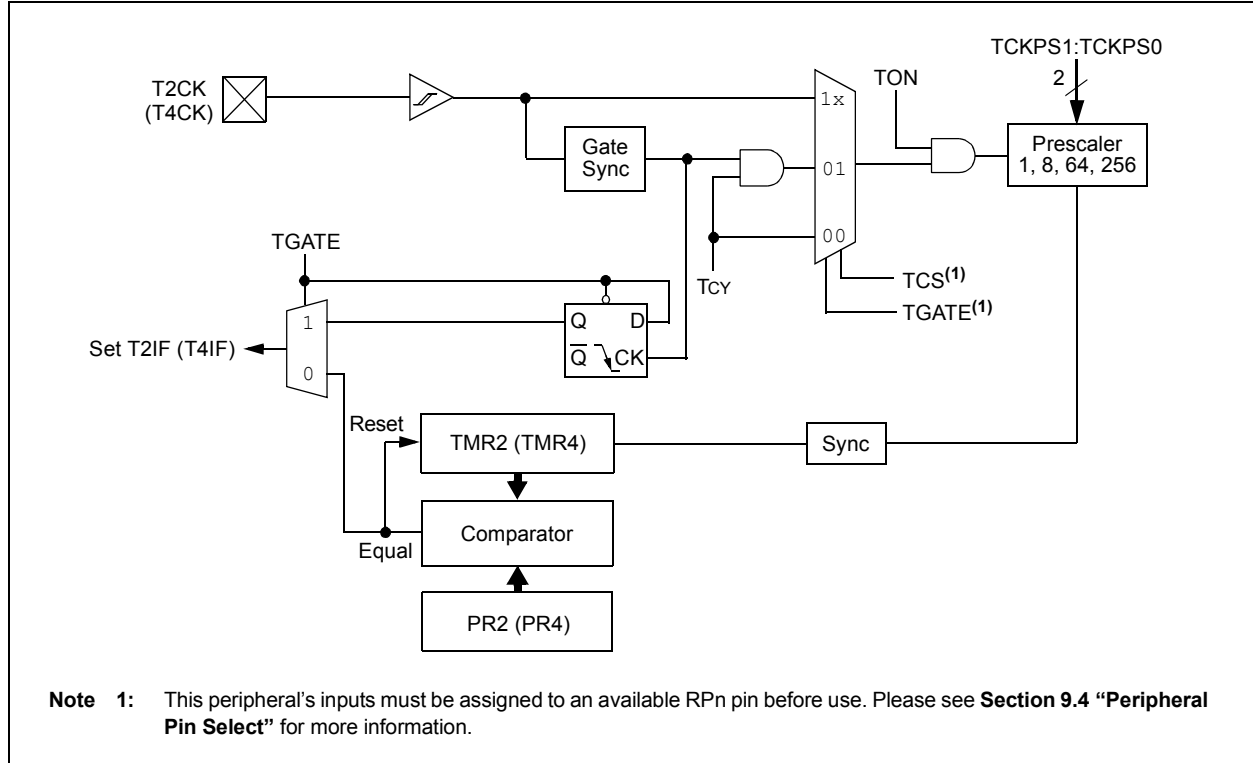 TCKPS1:TCKPS0
2
TON
T2CK
(T4CK)
1x
Gate
Sync
01
Prescaler
1, 8, 64, 256
00
TGATE
TCY
TCS(1)
TGATE(1)
1
Q D
Set T2IF (T4IF)
Q CK
0
Reset
TMR2 (TMR4)
Sync
Comparator
Equal
PR2 (PR4)
Note 1: This peripheral's inputs must be assigned to an available RPn pin before use. Please see Section 9.4 “Peripheral
Pin Select” for more information.